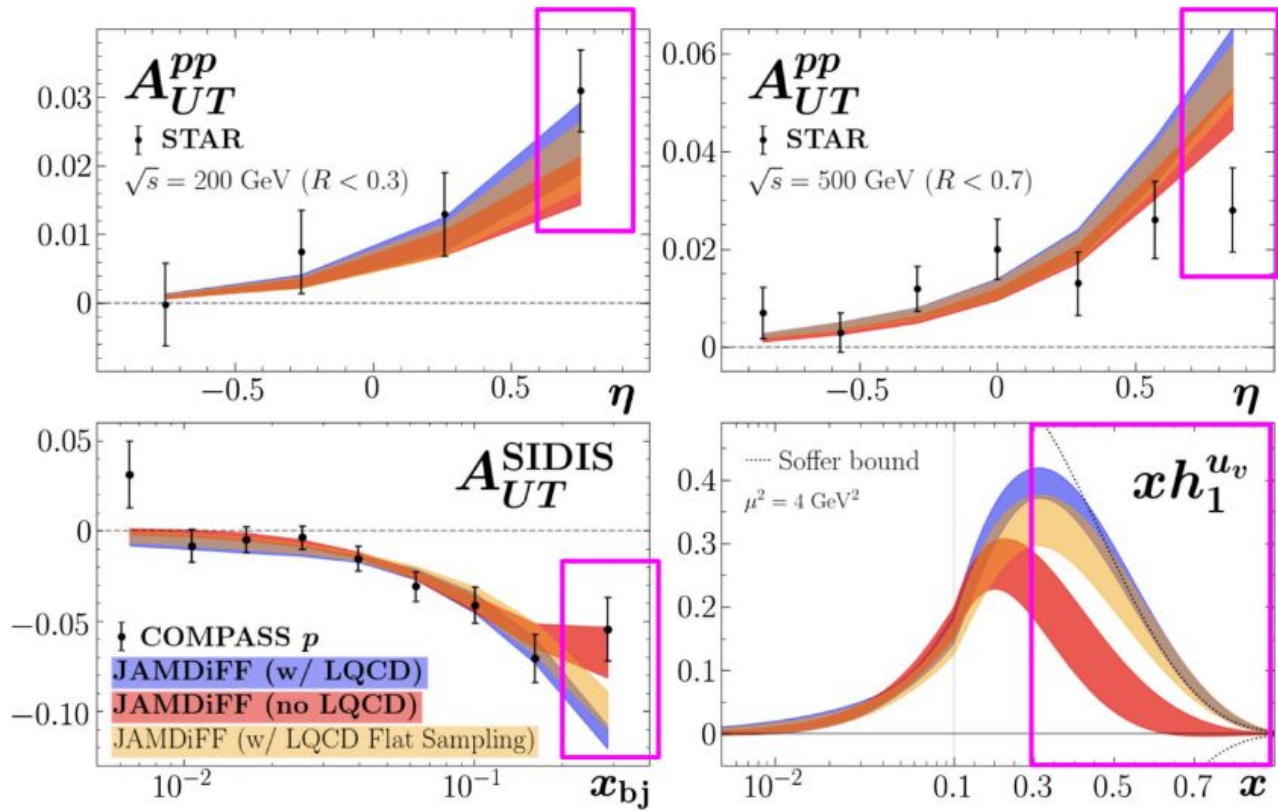 A_{UT}^{pp}
STAR
√s = 200 GeV (R < 0.3)
0.03
0.02
0.01
0
−0.5
0
0.5
η
A_{UT}^{pp}
STAR
√s = 500 GeV (R < 0.7)
0.06
0.04
0.02
0
−0.5
0
0.5
η
A_{UT}^{SIDIS}
0.05
0
−0.05
−0.10
COMPASS p
JAMDiFF (w/ LQCD)
JAMDiFF (no LQCD)
JAMDiFF (w/ LQCD Flat Sampling)
10^{−2}
10^{−1}
x_{bj}
Soffer bound
μ² = 4 GeV²
xh_1^{u_v}
0.4
0.3
0.2
0.1
0
10^{−2}
0.1
0.3
0.5
0.7
x